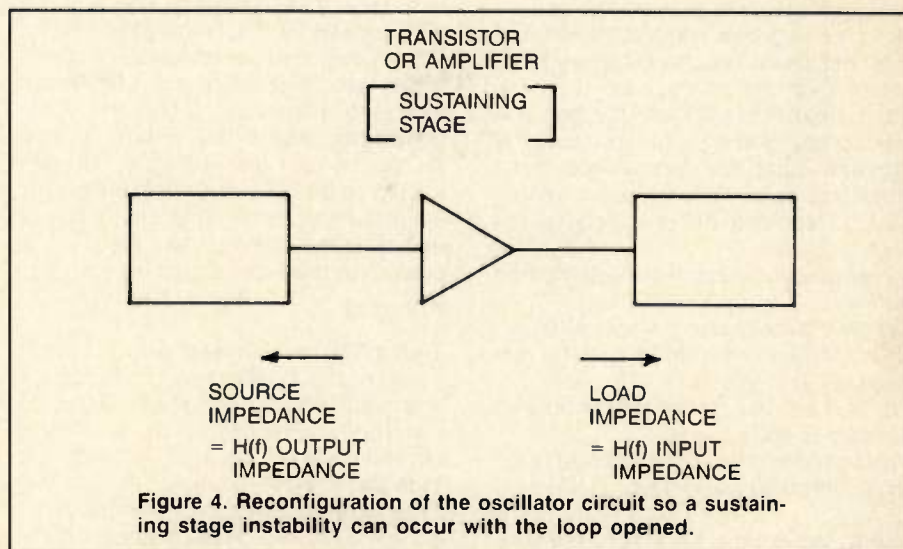 TRANSISTOR
OR AMPLIFIER
SUSTAINING
STAGE
SOURCE
IMPEDANCE
= H(f) OUTPUT
IMPEDANCE
LOAD
IMPEDANCE
= H(f) INPUT
IMPEDANCE
Figure 4. Reconfiguration of the oscillator circuit so a sustain-
ing stage instability can occur with the loop opened.